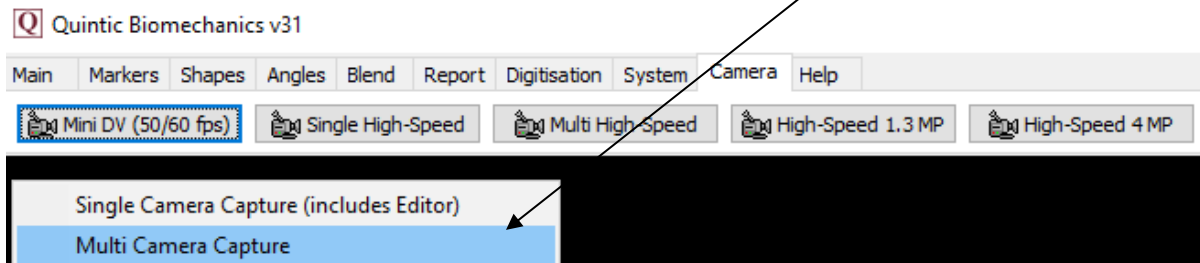 Q Quintic Biomechanics v31
Main Markers Shapes Angles Blend Report Digitisation System Camera Help
Mini DV (50/60 fps) Single High-Speed Multi High-Speed High-Speed 1.3 MP High-Speed 4 MP
Single Camera Capture (includes Editor)
Multi Camera Capture